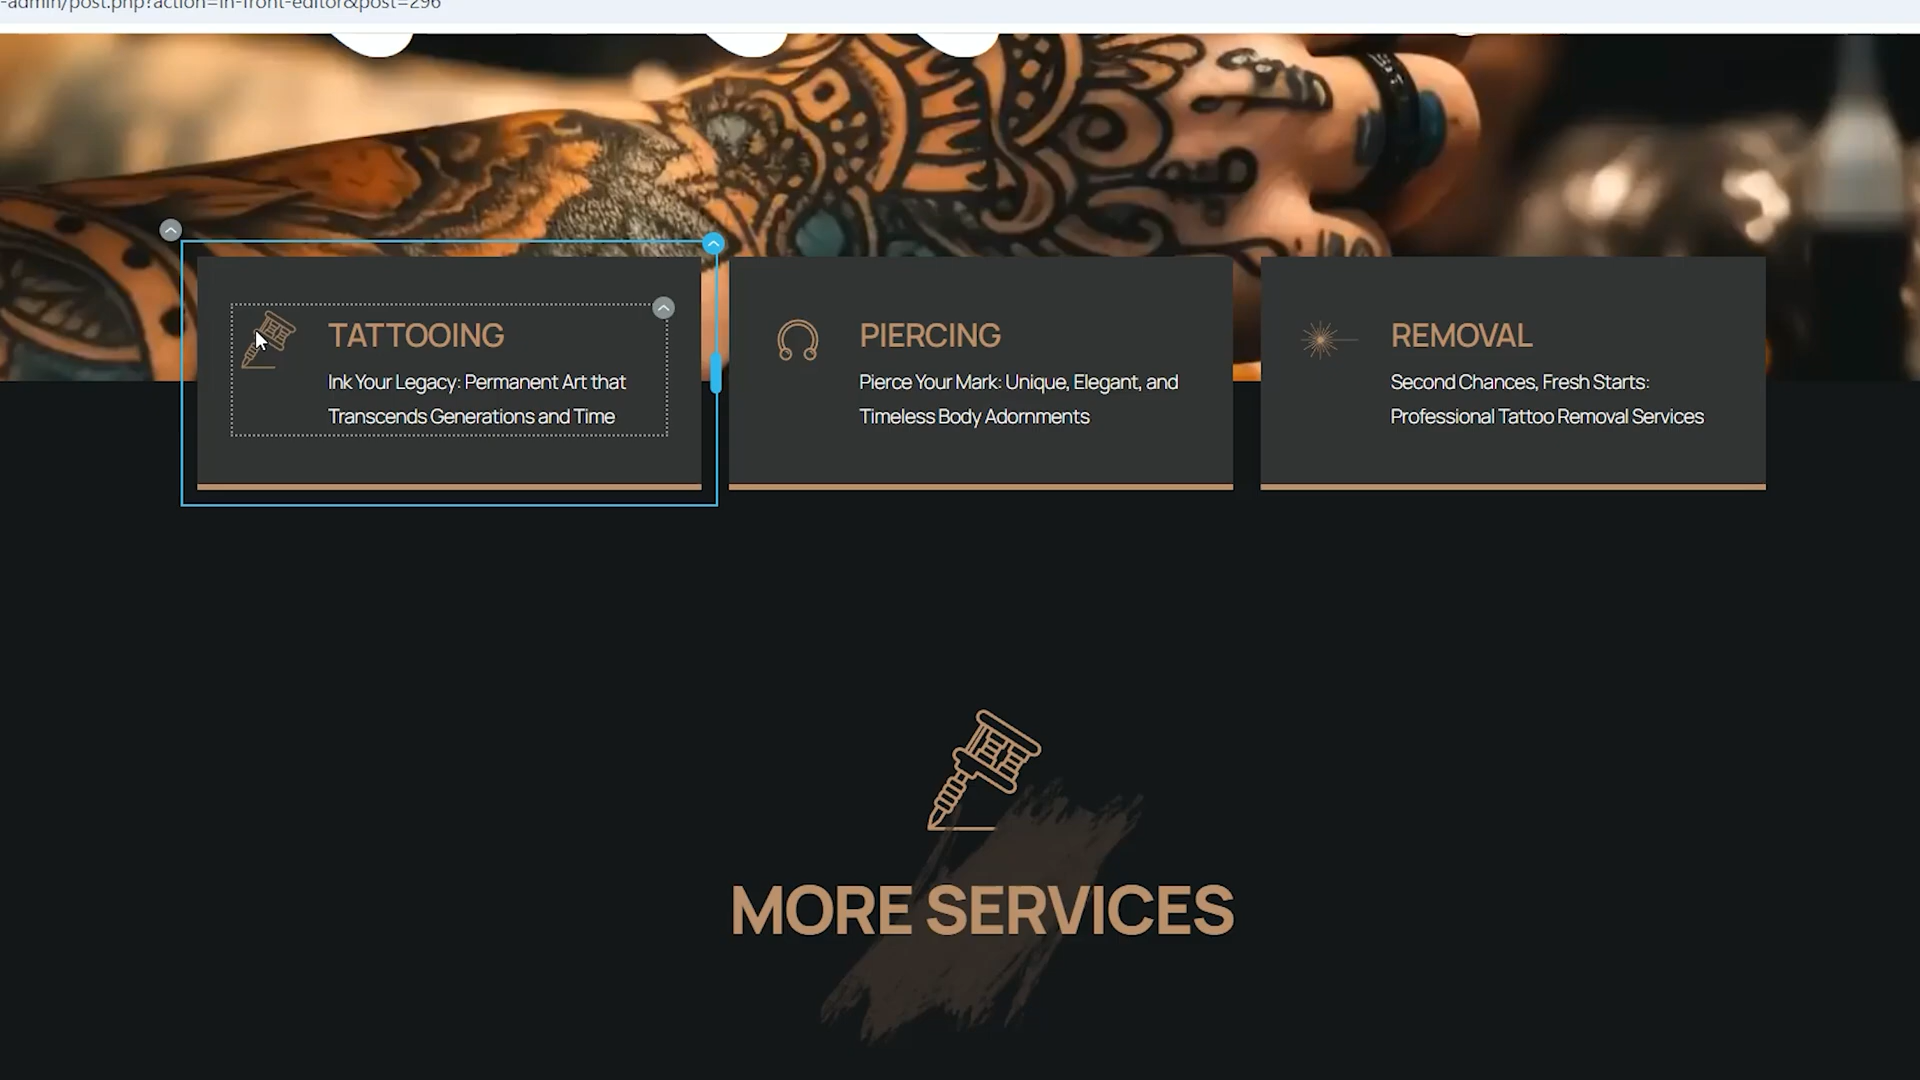 -admin/post.php?action=in-front-editor&post=296
TATTOOING
Ink Your Legacy: Permanent Art that
Transcends Generations and Time
PIERCING
Pierce Your Mark: Unique, Elegant, and
Timeless Body Adornments
REMOVAL
Second Chances, Fresh Starts:
Professional Tattoo Removal Services
MORE SERVICES